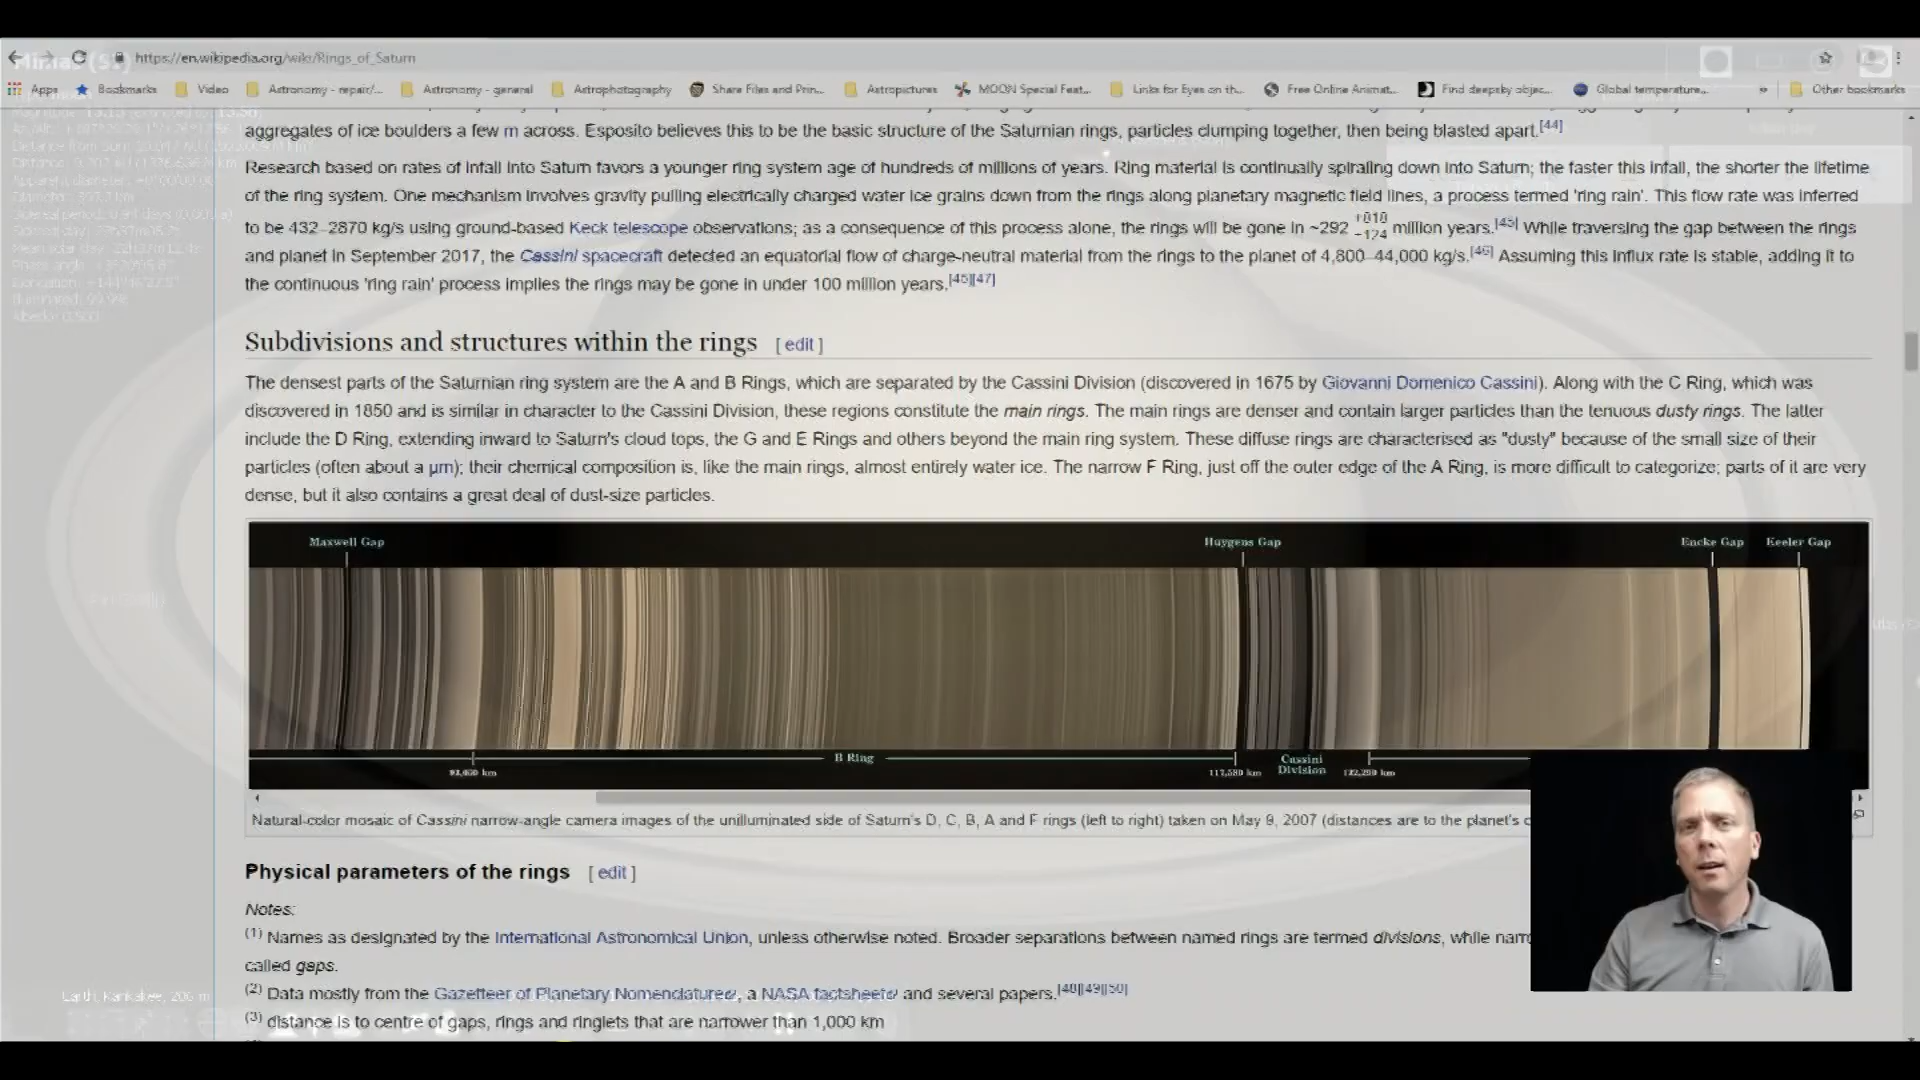 Mimas (S1)
https://en.wikipedia.org/wiki/Rings_of_Saturn
Apps Bookmarks Video Astronomy - repair/... Astronomy - general Astrophotography Share Files and Prin... Astropictures MOON Special Feat... Links for Eyes on th... Free Online Animat... Find deepsky objec... Global temperature... » Other bookmarks
aggregates of ice boulders a few m across. Esposito believes this to be the basic structure of the Saturnian rings, particles clumping together, then being blasted apart.[44]
Research based on rates of infall into Saturn favors a younger ring system age of hundreds of millions of years. Ring material is continually spiraling down into Saturn; the faster this infall, the shorter the lifetime
of the ring system. One mechanism involves gravity pulling electrically charged water ice grains down from the rings along planetary magnetic field lines, a process termed 'ring rain'. This flow rate was inferred
to be 432–2870 kg/s using ground-based Keck telescope observations; as a consequence of this process alone, the rings will be gone in ~292 +818 −124 million years.[45] While traversing the gap between the rings
and planet in September 2017, the Cassini spacecraft detected an equatorial flow of charge-neutral material from the rings to the planet of 4,800–44,000 kg/s.[46] Assuming this influx rate is stable, adding it to
the continuous 'ring rain' process implies the rings may be gone in under 100 million years.[45][47]
Subdivisions and structures within the rings [ edit ]
The densest parts of the Saturnian ring system are the A and B Rings, which are separated by the Cassini Division (discovered in 1675 by Giovanni Domenico Cassini). Along with the C Ring, which was
discovered in 1850 and is similar in character to the Cassini Division, these regions constitute the main rings. The main rings are denser and contain larger particles than the tenuous dusty rings. The latter
include the D Ring, extending inward to Saturn's cloud tops, the G and E Rings and others beyond the main ring system. These diffuse rings are characterised as "dusty" because of the small size of their
particles (often about a μm); their chemical composition is, like the main rings, almost entirely water ice. The narrow F Ring, just off the outer edge of the A Ring, is more difficult to categorize; parts of it are very
dense, but it also contains a great deal of dust-size particles.
Maxwell Gap Huygens Gap Encke Gap Keeler Gap
B Ring Cassini Division
117,580 km
Natural-color mosaic of Cassini narrow-angle camera images of the unilluminated side of Saturn's D, C, B, A and F rings (left to right) taken on May 9, 2007 (distances are to the planet's c
Physical parameters of the rings [ edit ]
Notes:
(1) Names as designated by the International Astronomical Union, unless otherwise noted. Broader separations between named rings are termed divisions, while narr
called gaps.
(2) Data mostly from the Gazetteer of Planetary Nomenclature, a NASA factsheet and several papers.[48][49][50]
Earth, Kankakee, 206 m
(3) distance is to centre of gaps, rings and ringlets that are narrower than 1,000 km